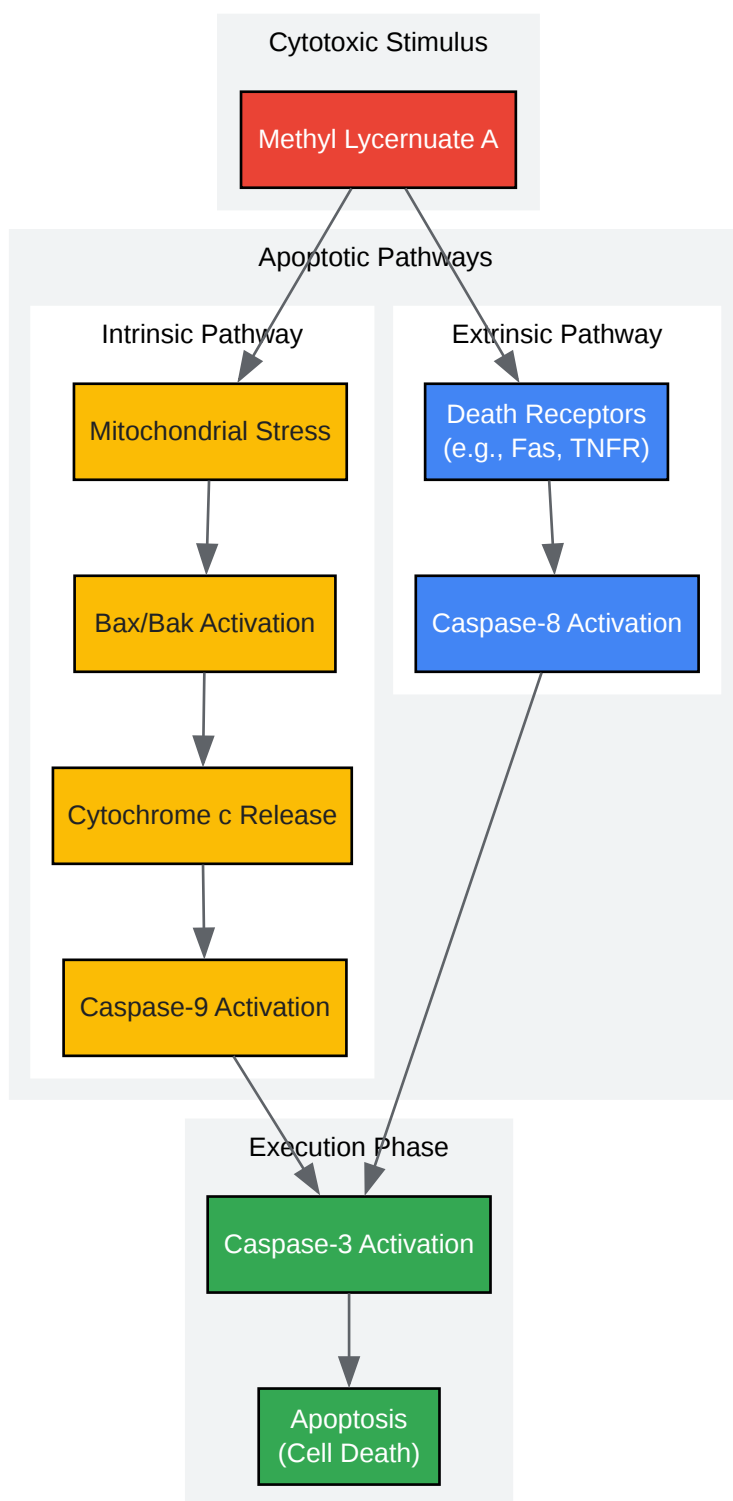 Cytotoxic Stimulus
Methyl Lycernuate A
Apoptotic Pathways
Intrinsic Pathway
Mitochondrial Stress
Bax/Bak Activation
Cytochrome c Release
Caspase-9 Activation
Extrinsic Pathway
Death Receptors
(e.g., Fas, TNFR)
Caspase-8 Activation
Execution Phase
Caspase-3 Activation
Apoptosis
(Cell Death)